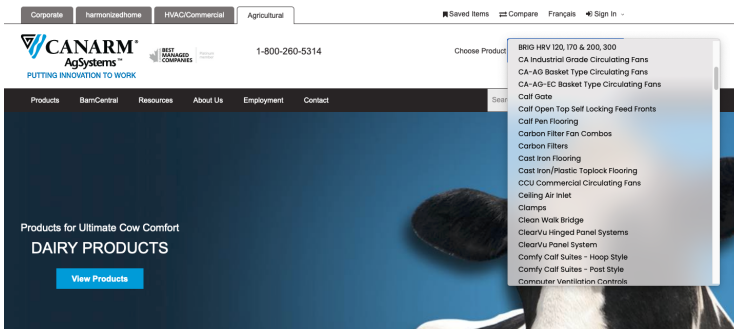 Corporate
harmonizedhome
HVAC/Commercial
Agricultural
Saved Items
Compare
Français
Sign In
CANARM®
AgSystems™
PUTTING INNOVATION TO WORK
BEST
MANAGED
COMPANIES
Platinum
member
1-800-260-5314
Choose Product
Products
BarnCentral
Resources
About Us
Employment
Contact
Sear
BRIG HRV 120, 170 & 200, 300
CA Industrial Grade Circulating Fans
CA-AG Basket Type Circulating Fans
CA-AG-EC Basket Type Circulating Fans
Calf Gate
Calf Open Top Self Locking Feed Fronts
Calf Pen Flooring
Carbon Filter Fan Combos
Carbon Filters
Cast Iron Flooring
Cast Iron/Plastic Toplock Flooring
CCU Commercial Circulating Fans
Ceiling Air Inlet
Clamps
Clean Walk Bridge
ClearVu Hinged Panel Systems
ClearVu Panel System
Comfy Calf Suites - Hoop Style
Comfy Calf Suites - Post Style
Computer Ventilation Controls
Products for Ultimate Cow Comfort
DAIRY PRODUCTS
View Products